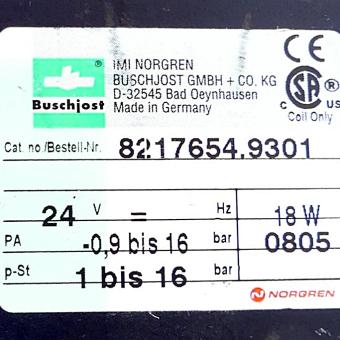 IMI NORGREN
BUSCHJOST GMBH + CO. KG
D-32545 Bad Oeynhausen
Made in Germany
Buschjost ®
CE
CSA ®
C US
Coil Only
Cat. no./Bestell-Nr. 8217654.9301
24 V = Hz 18 W
PA -0,9 bis 16 bar 0805
p-St 1 bis 16 bar
NORGREN